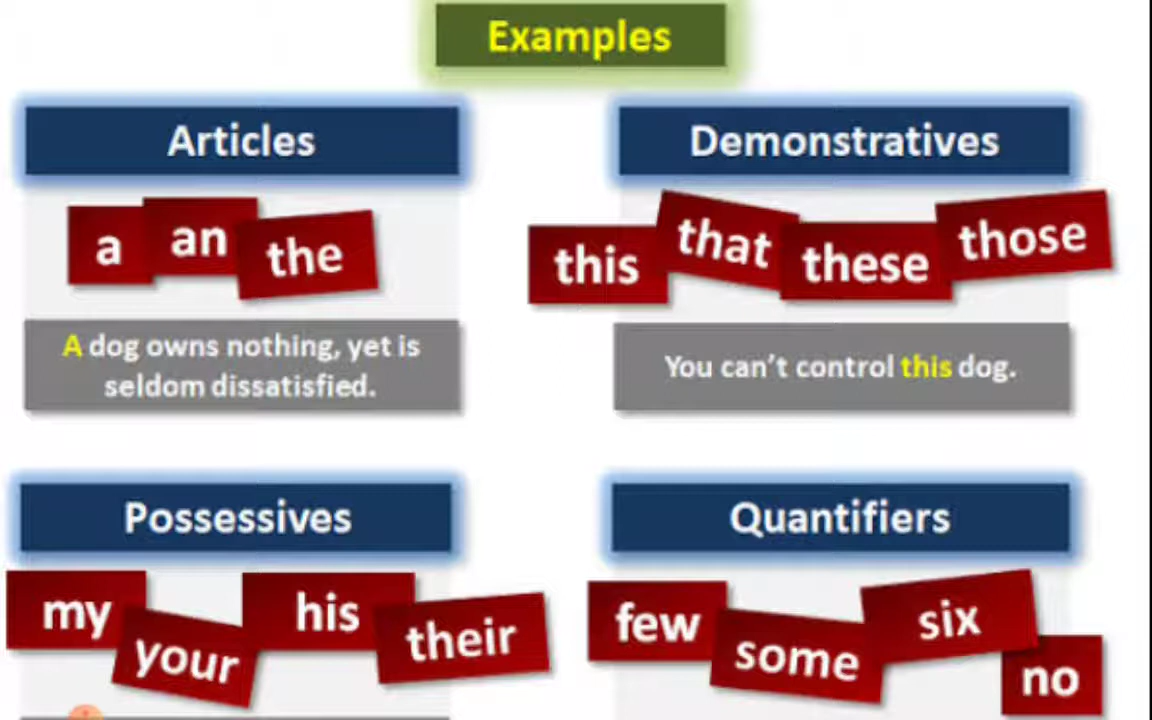 Examples
Articles
a an the
A dog owns nothing, yet is
seldom dissatisfied.
Demonstratives
this that these those
You can't control this dog.
Possessives
my your his their
Quantifiers
few some six no